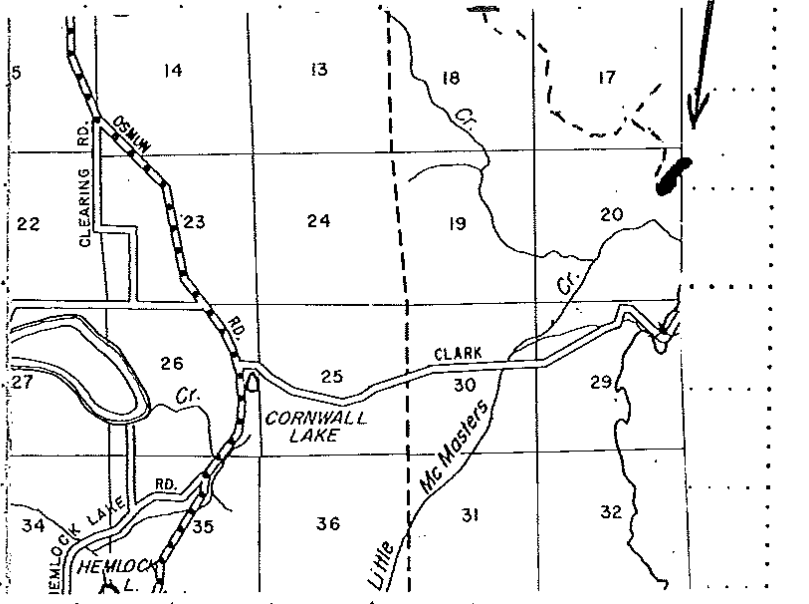 5
14
13
18
17
Cr.
OSMUN
CLEARING RD.
22
23
24
19
20
Cr.
RD.
CLARK
26
25
30
29
27
Cr.
CORNWALL
LAKE
Mc Masters
RD.
HEMLOCK LAKE
34
35
36
31
32
HEMLOCK
L.
Little